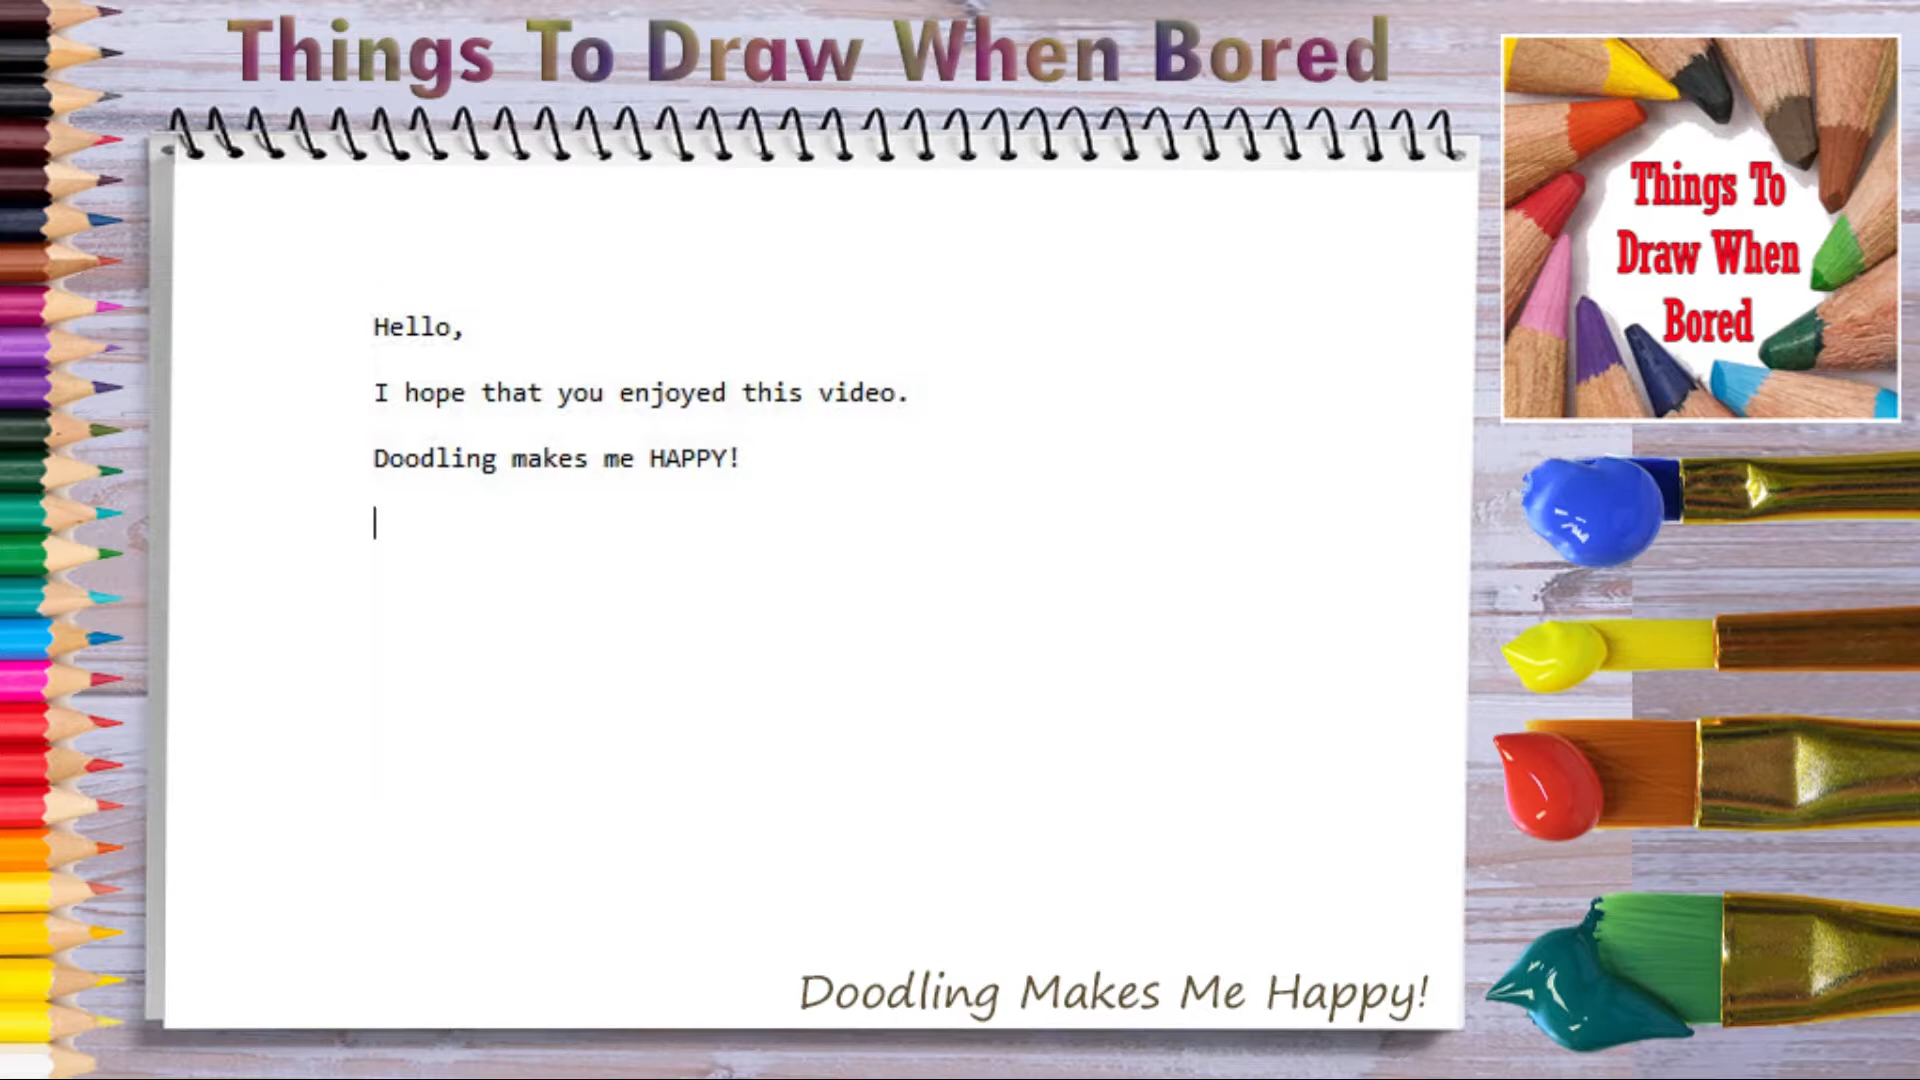 Things To Draw When Bored
Things To
Draw When
Bored
Hello,
I hope that you enjoyed this video.
Doodling makes me HAPPY!
Doodling Makes Me Happy!